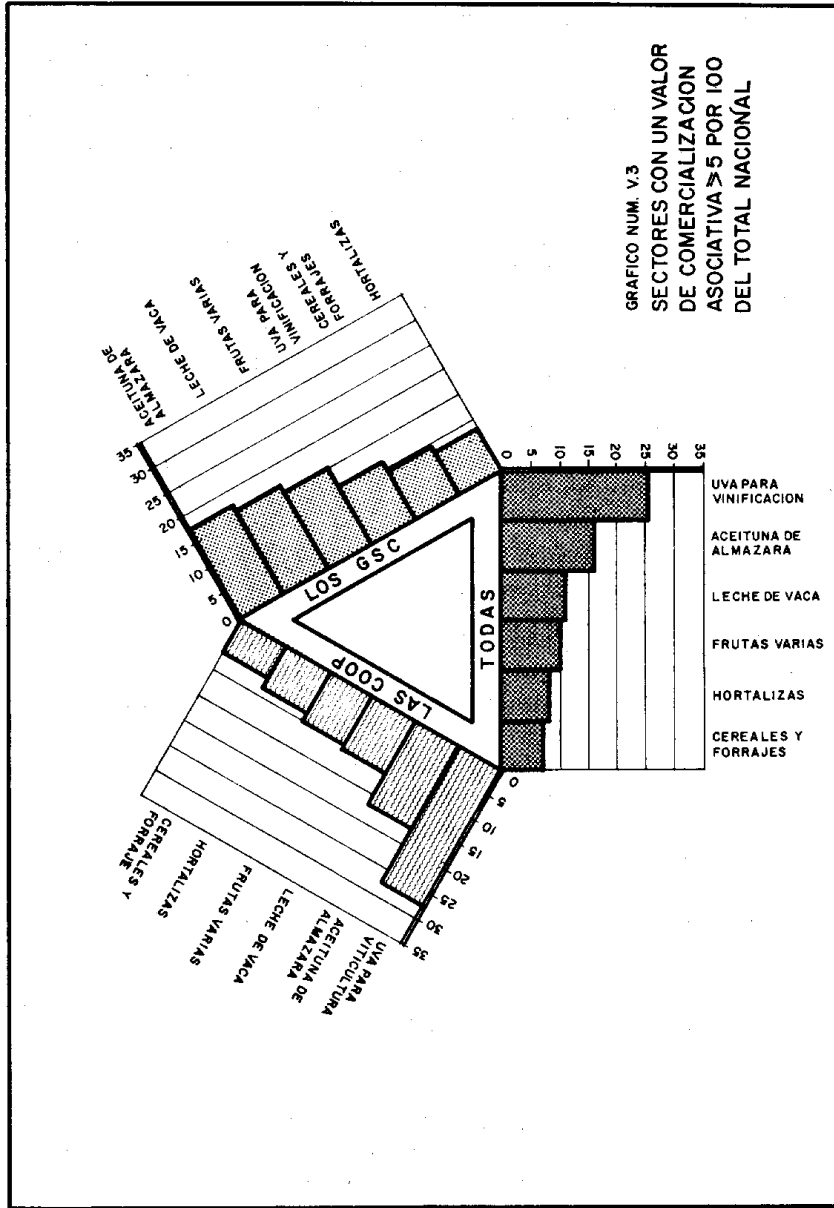 GRAFICO NUM. V.3
SECTORES CON UN VALOR
DE COMERCIALIZACION
ASOCIATIVA ≥ 5 POR 100
DEL TOTAL NACIONAL
LOS GSC
35
30
25
20
15
10
5
0
ACEITUNA DE
ALMAZARA
LECHE DE VACA
FRUTAS VARIAS
UVA PARA
VINIFICACION
CEREALES Y
FORRAJES
HORTALIZAS
TODAS
0
5
10
15
20
25
30
35
UVA PARA
VINIFICACION
ACEITUNA DE
ALMAZARA
LECHE DE VACA
FRUTAS VARIAS
HORTALIZAS
CEREALES Y
FORRAJES
LAS COOP
0
5
10
15
20
25
30
35
CEREALES Y
FORRAJE
HORTALIZAS
FRUTAS VARIAS
LECHE DE VACA
ACEITUNA DE
ALMAZARA
UVA PARA
VITICULTURA